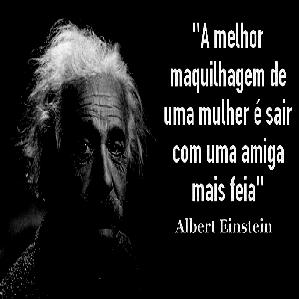 "A melhor
maquilhagem de
uma mulher é sair
com uma amiga
mais feia"
Albert Einstein